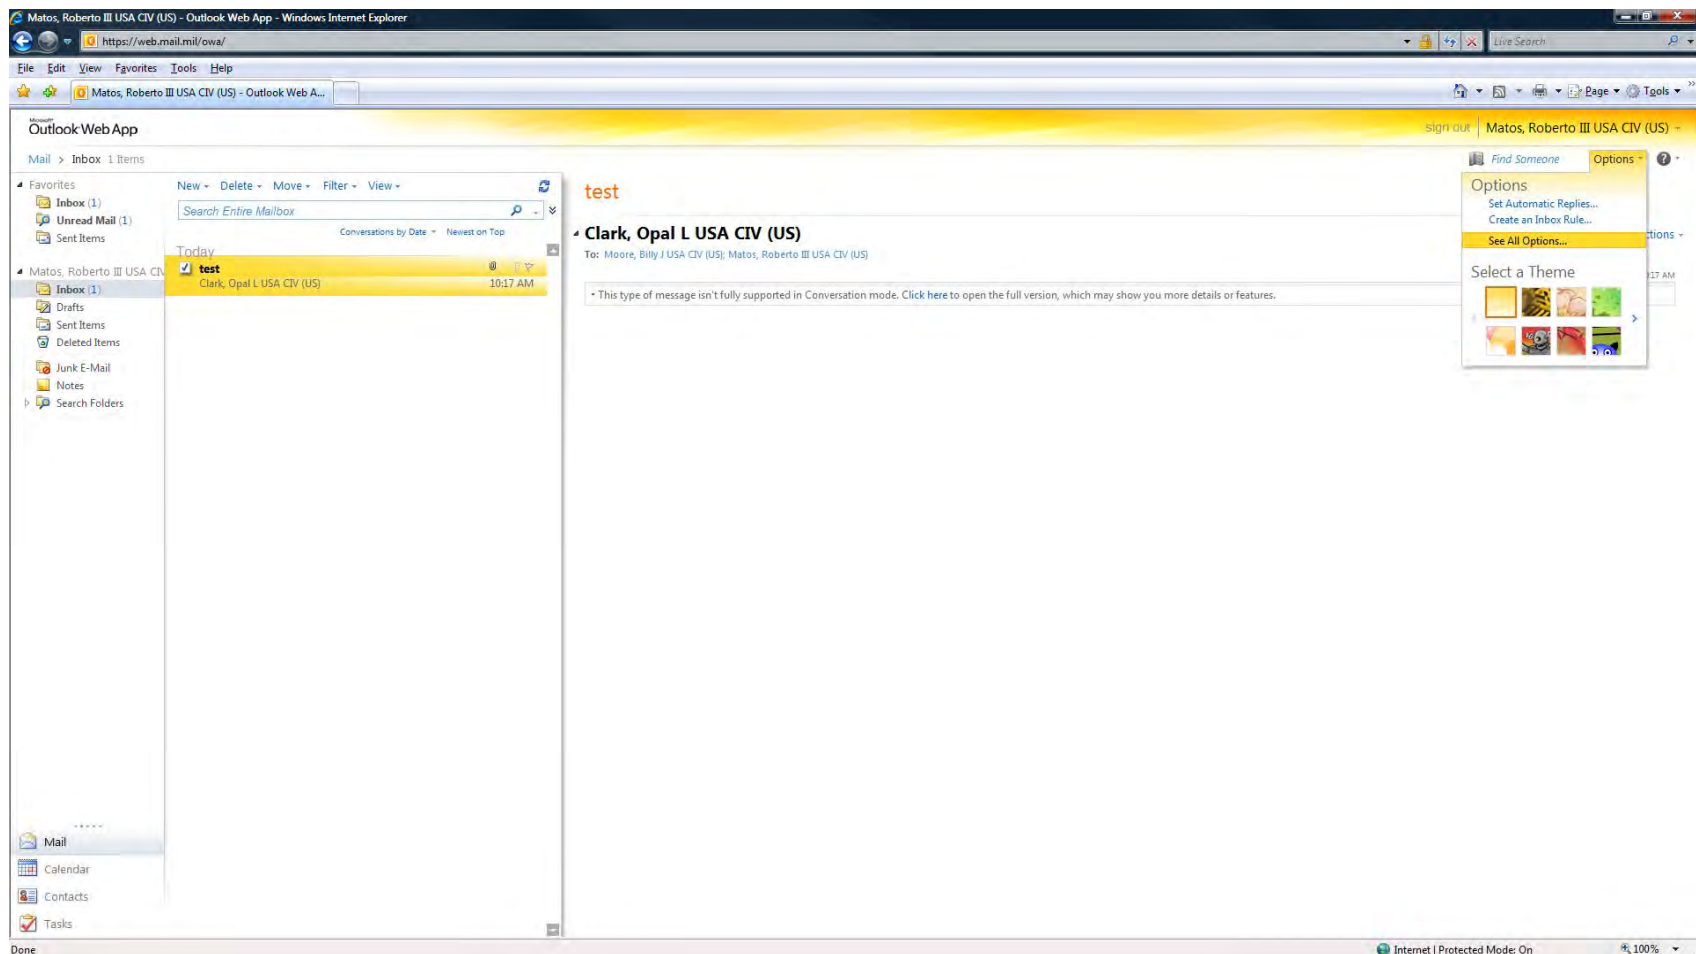 Matos, Roberto III USA CIV (US) - Outlook Web App - Windows Internet Explorer
https://web.mail.mil/owa/
Live Search
File Edit View Favorites Tools Help
Matos, Roberto III USA CIV (US) - Outlook Web A...
Page Tools
Microsoft
Outlook Web App
sign out Matos, Roberto III USA CIV (US)
Mail > Inbox 1 Items
Find Someone Options
Favorites
Inbox (1)
Unread Mail (1)
Sent Items
Matos, Roberto III USA CIV
Inbox (1)
Drafts
Sent Items
Deleted Items
Junk E-Mail
Notes
Search Folders
Mail
Calendar
Contacts
Tasks
New Delete Move Filter View
Search Entire Mailbox
Conversations by Date Newest on Top
Today
test
Clark, Opal L USA CIV (US) 10:17 AM
test
Clark, Opal L USA CIV (US)
To: Moore, Billy J USA CIV (US); Matos, Roberto III USA CIV (US)
• This type of message isn't fully supported in Conversation mode. Click here to open the full version, which may show you more details or features.
Options
Set Automatic Replies...
Create an Inbox Rule...
See All Options...
Select a Theme
ctions
:17 AM
Done
Internet | Protected Mode: On
100%